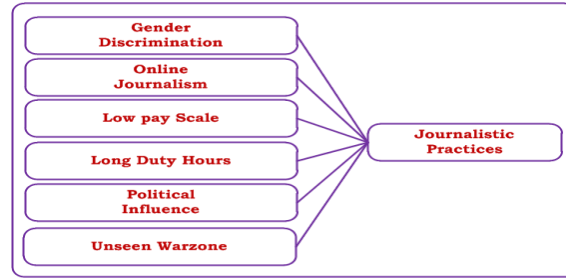 Gender
Discrimination
Online
Journalism
Low pay Scale
Long Duty Hours
Political
Influence
Unseen Warzone
Journalistic
Practices